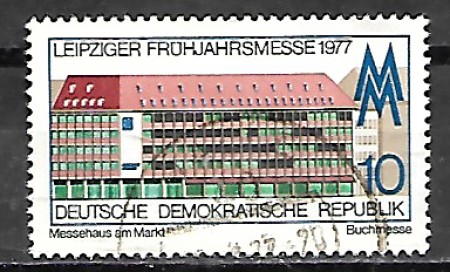 LEIPZIGER FRÜHJAHRSMESSE 1977
MM
10
DEUTSCHE DEMOKRATISCHE REPUBLIK
Messehaus am Markt Buchmesse